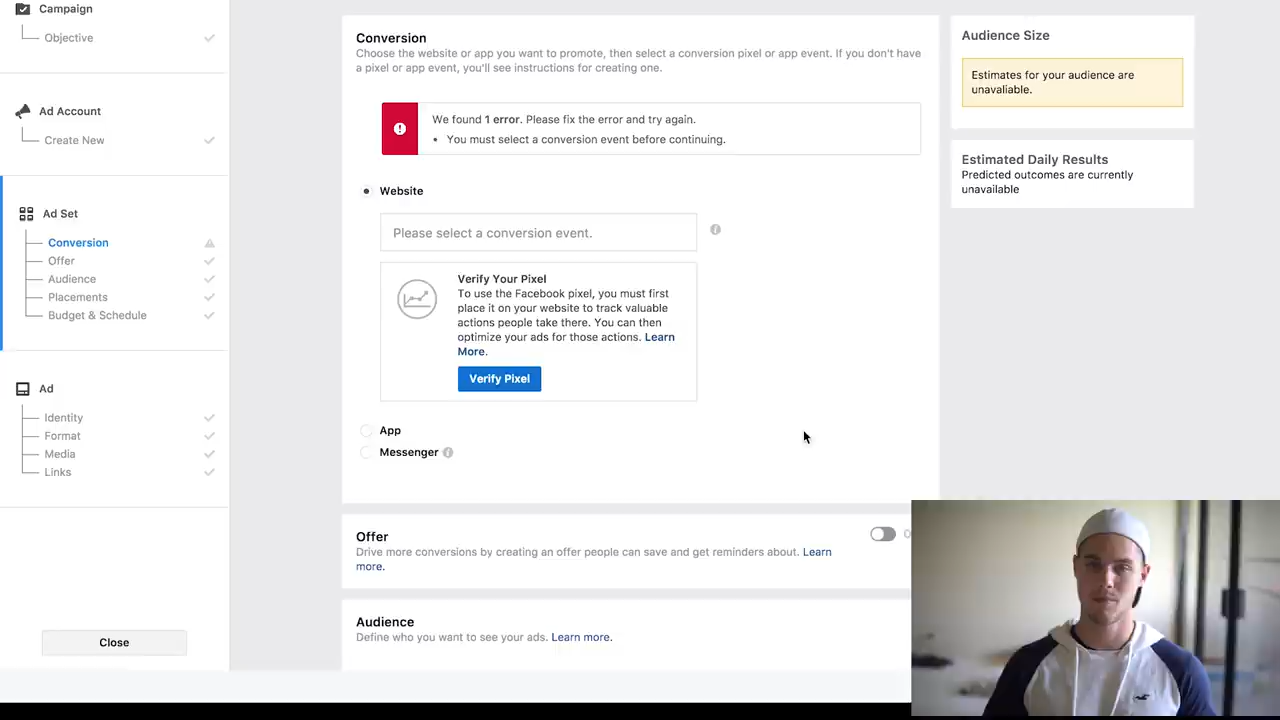 Campaign
Objective
Ad Account
Create New
Ad Set
Conversion
Offer
Audience
Placements
Budget & Schedule
Ad
Identity
Format
Media
Links
Close
Conversion
Choose the website or app you want to promote, then select a conversion pixel or app event. If you don't have
a pixel or app event, you'll see instructions for creating one.
We found 1 error. Please fix the error and try again.
• You must select a conversion event before continuing.
Website
Please select a conversion event.
Verify Your Pixel
To use the Facebook pixel, you must first
place it on your website to track valuable
actions people take there. You can then
optimize your ads for those actions. Learn
More.
Verify Pixel
App
Messenger
Offer
Drive more conversions by creating an offer people can save and get reminders about. Learn
more.
Audience
Define who you want to see your ads. Learn more.
Audience Size
Estimates for your audience are
unavaliable.
Estimated Daily Results
Predicted outcomes are currently
unavailable